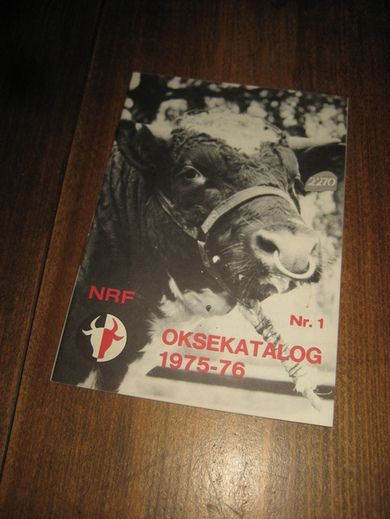 2270
NRF
Nr. 1
OKSEKATALOG
1975-76